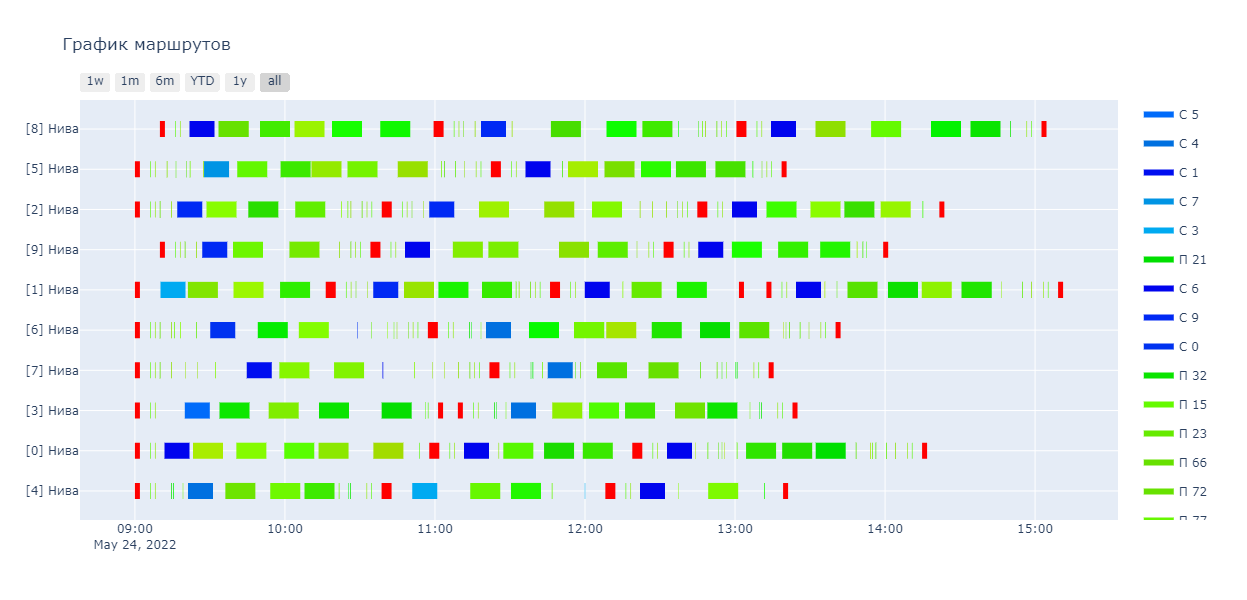 График маршрутов
1w 1m 6m YTD 1y all
[8] Нива
[5] Нива
[2] Нива
[9] Нива
[1] Нива
[6] Нива
[7] Нива
[3] Нива
[0] Нива
[4] Нива
09:00 10:00 11:00 12:00 13:00 14:00 15:00
May 24, 2022
С 5
С 4
С 1
С 7
С 3
П 21
С 6
С 9
С 0
П 32
П 15
П 23
П 66
П 72
П 77